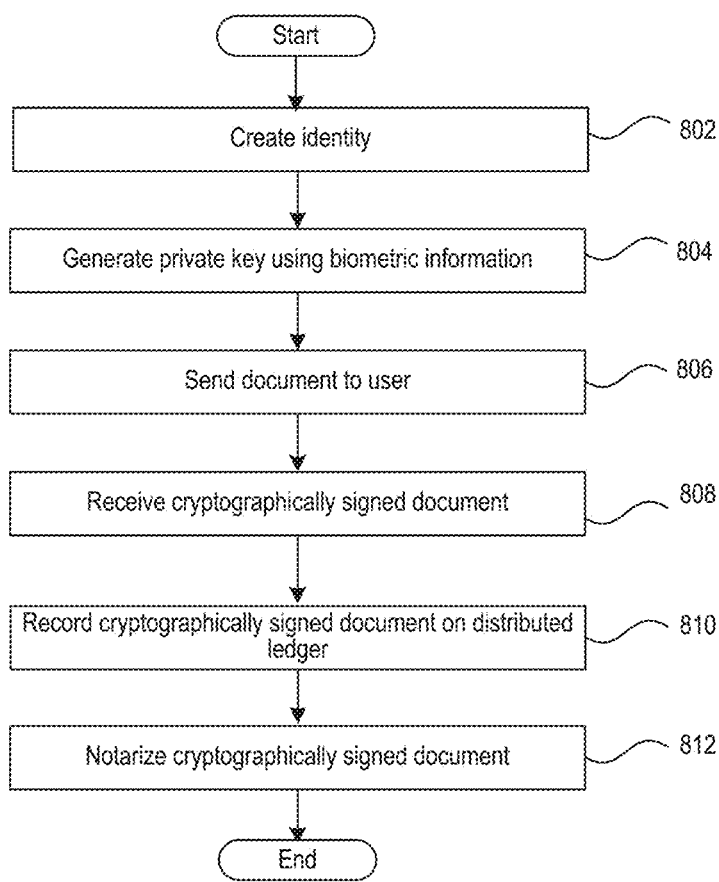 Start
Create identity
802
Generate private key using biometric information
804
Send document to user
806
Receive cryptographically signed document
808
Record cryptographically signed document on distributed
ledger
810
Notarize cryptographically signed document
812
End